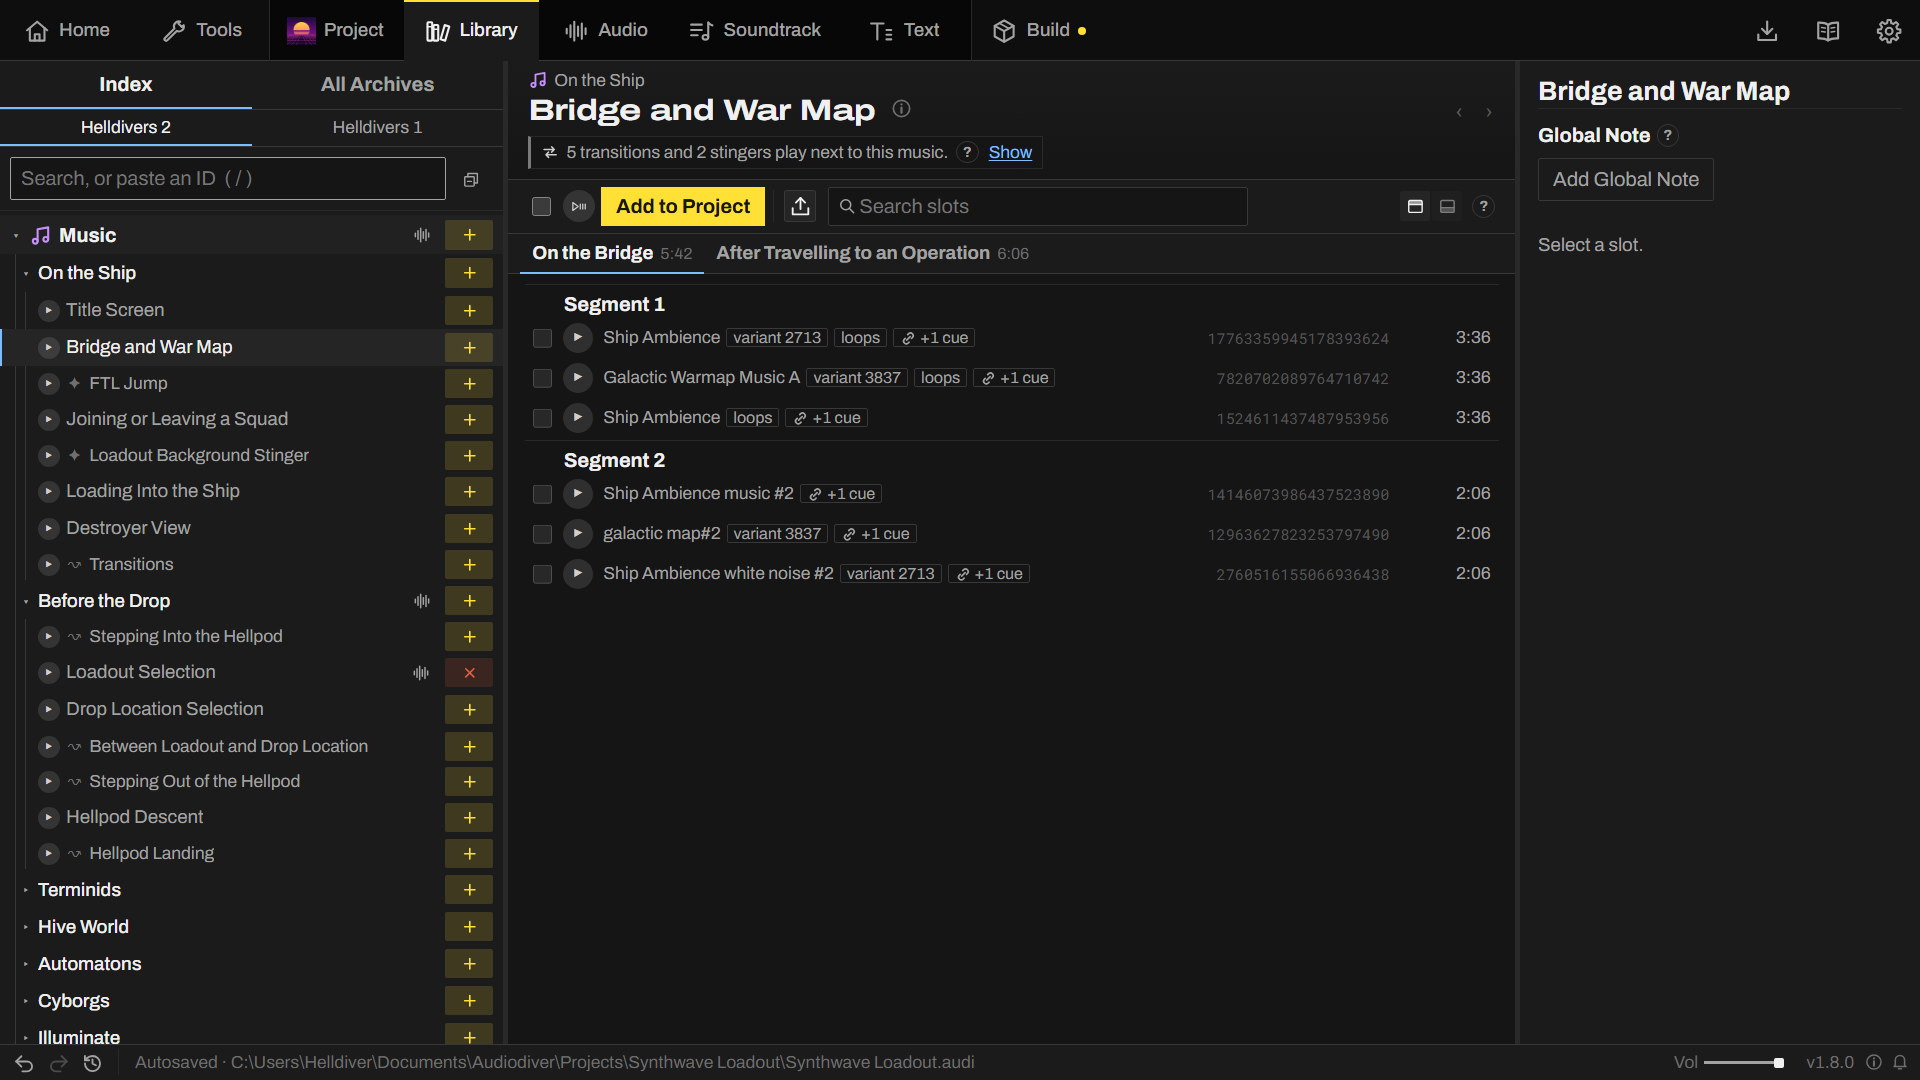 Home
Tools
Project
Library
Audio
Soundtrack
Text
Build
Index
All Archives
Helldivers 2
Helldivers 1
Search, or paste an ID ( / )
Music
On the Ship
Title Screen
Bridge and War Map
FTL Jump
Joining or Leaving a Squad
Loadout Background Stinger
Loading Into the Ship
Destroyer View
Transitions
Before the Drop
Stepping Into the Hellpod
Loadout Selection
Drop Location Selection
Between Loadout and Drop Location
Stepping Out of the Hellpod
Hellpod Descent
Hellpod Landing
Terminids
Hive World
Automatons
Cyborgs
Illuminate
On the Ship
Bridge and War Map
5 transitions and 2 stingers play next to this music. ? Show
Add to Project
Search slots
?
On the Bridge 5:42
After Travelling to an Operation 6:06
Segment 1
Ship Ambience variant 2713 loops +1 cue 17763359945178393624 3:36
Galactic Warmap Music A variant 3837 loops +1 cue 7820702089764710742 3:36
Ship Ambience loops +1 cue 1524611437487953956 3:36
Segment 2
Ship Ambience music #2 +1 cue 14146073986437523890 2:06
galactic map#2 variant 3837 +1 cue 12963627823253797490 2:06
Ship Ambience white noise #2 variant 2713 +1 cue 2760516155066936438 2:06
Bridge and War Map
Global Note ?
Add Global Note
Select a slot.
Autosaved · C:\Users\Helldiver\Documents\Audiodiver\Projects\Synthwave Loadout\Synthwave Loadout.audi
Vol
v1.8.0